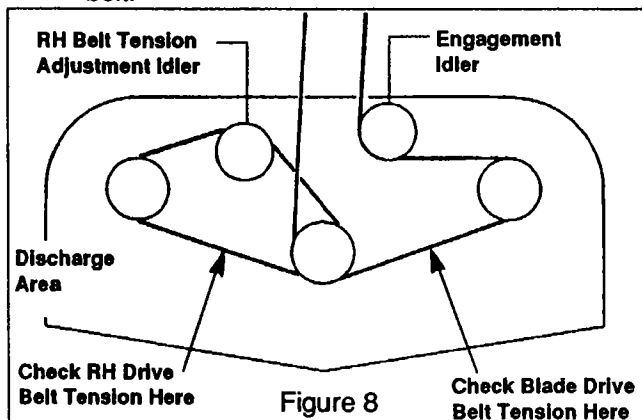 RH Belt Tension
Adjustment Idler
Engagement
Idler
Discharge
Area
Check RH Drive
Belt Tension Here
Figure 8
Check Blade Drive
Belt Tension Here